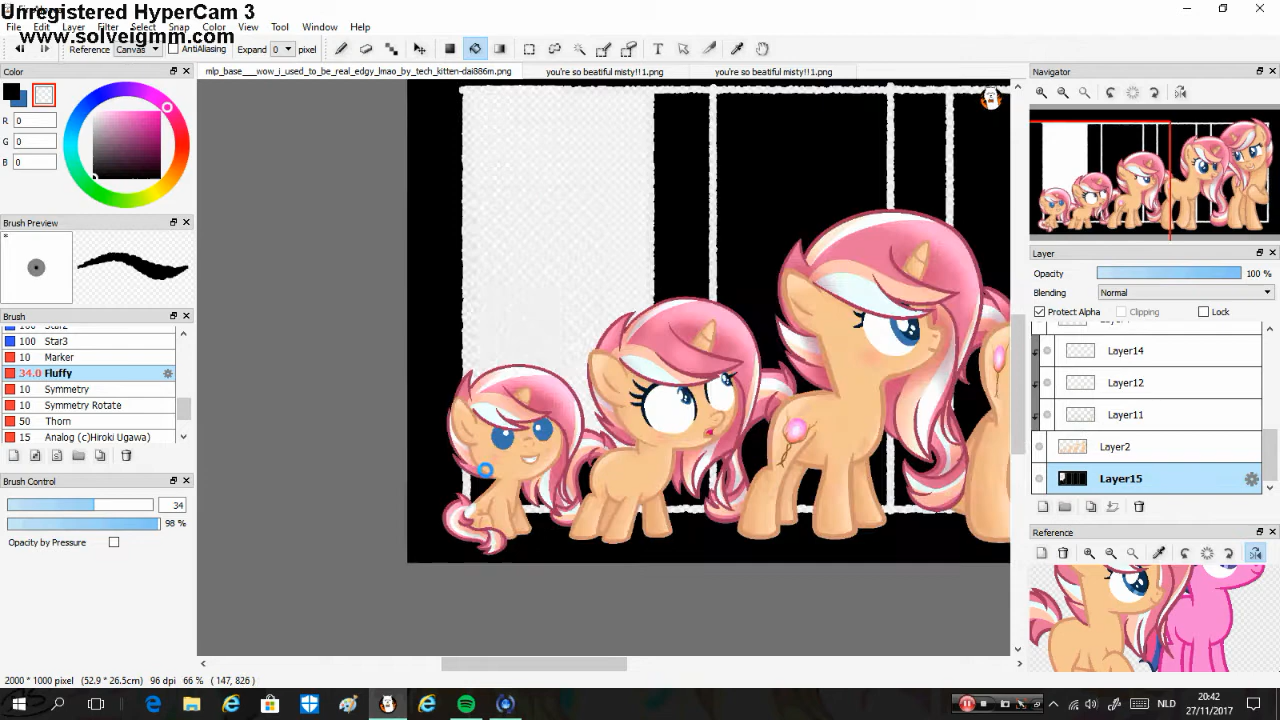 Unregistered HyperCam 3
www.solveigmm.com
File Edit Layer Filter Select Snap Color View Tool Window Help
Reference Canvas AntiAliasing Expand 0 pixel
mlp_base___wow_i_used_to_be_real_edgy_lmao_by_tech_kitten-dai886m.png
you're so beatiful misty!!1.png
you're so beatiful misty!!1.png
Color
R 0
G 0
B 0
Brush Preview
Brush
100 Star2
100 Star3
10 Marker
34.0 Fluffy
10 Symmetry
10 Symmetry Rotate
50 Thorn
15 Analog (c)Hiroki Ugawa)
Brush Control
34
98 %
Opacity by Pressure
Navigator
Layer
Opacity 100 %
Blending Normal
Protect Alpha Clipping Lock
Layer14
Layer12
Layer11
Layer2
Layer15
Reference
2000 * 1000 pixel (52.9 * 26.5cm) 96 dpi 66 % ( 147, 826 )
NLD
20:42
27/11/2017